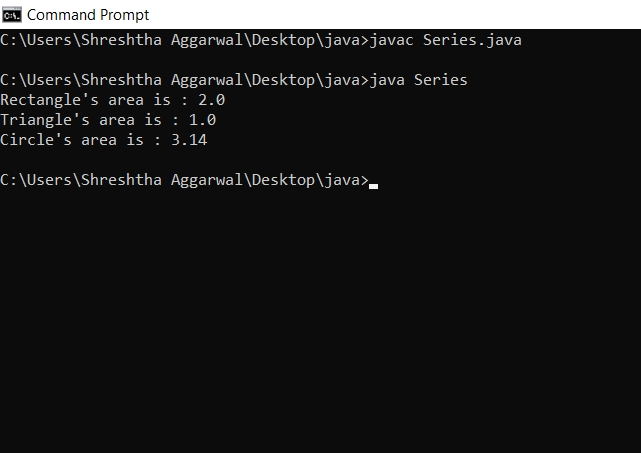 Command Prompt
C:\Users\Shreshtha Aggarwal\Desktop\java>javac Series.java
C:\Users\Shreshtha Aggarwal\Desktop\java>java Series
Rectangle's area is : 2.0
Triangle's area is : 1.0
Circle's area is : 3.14
C:\Users\Shreshtha Aggarwal\Desktop\java>